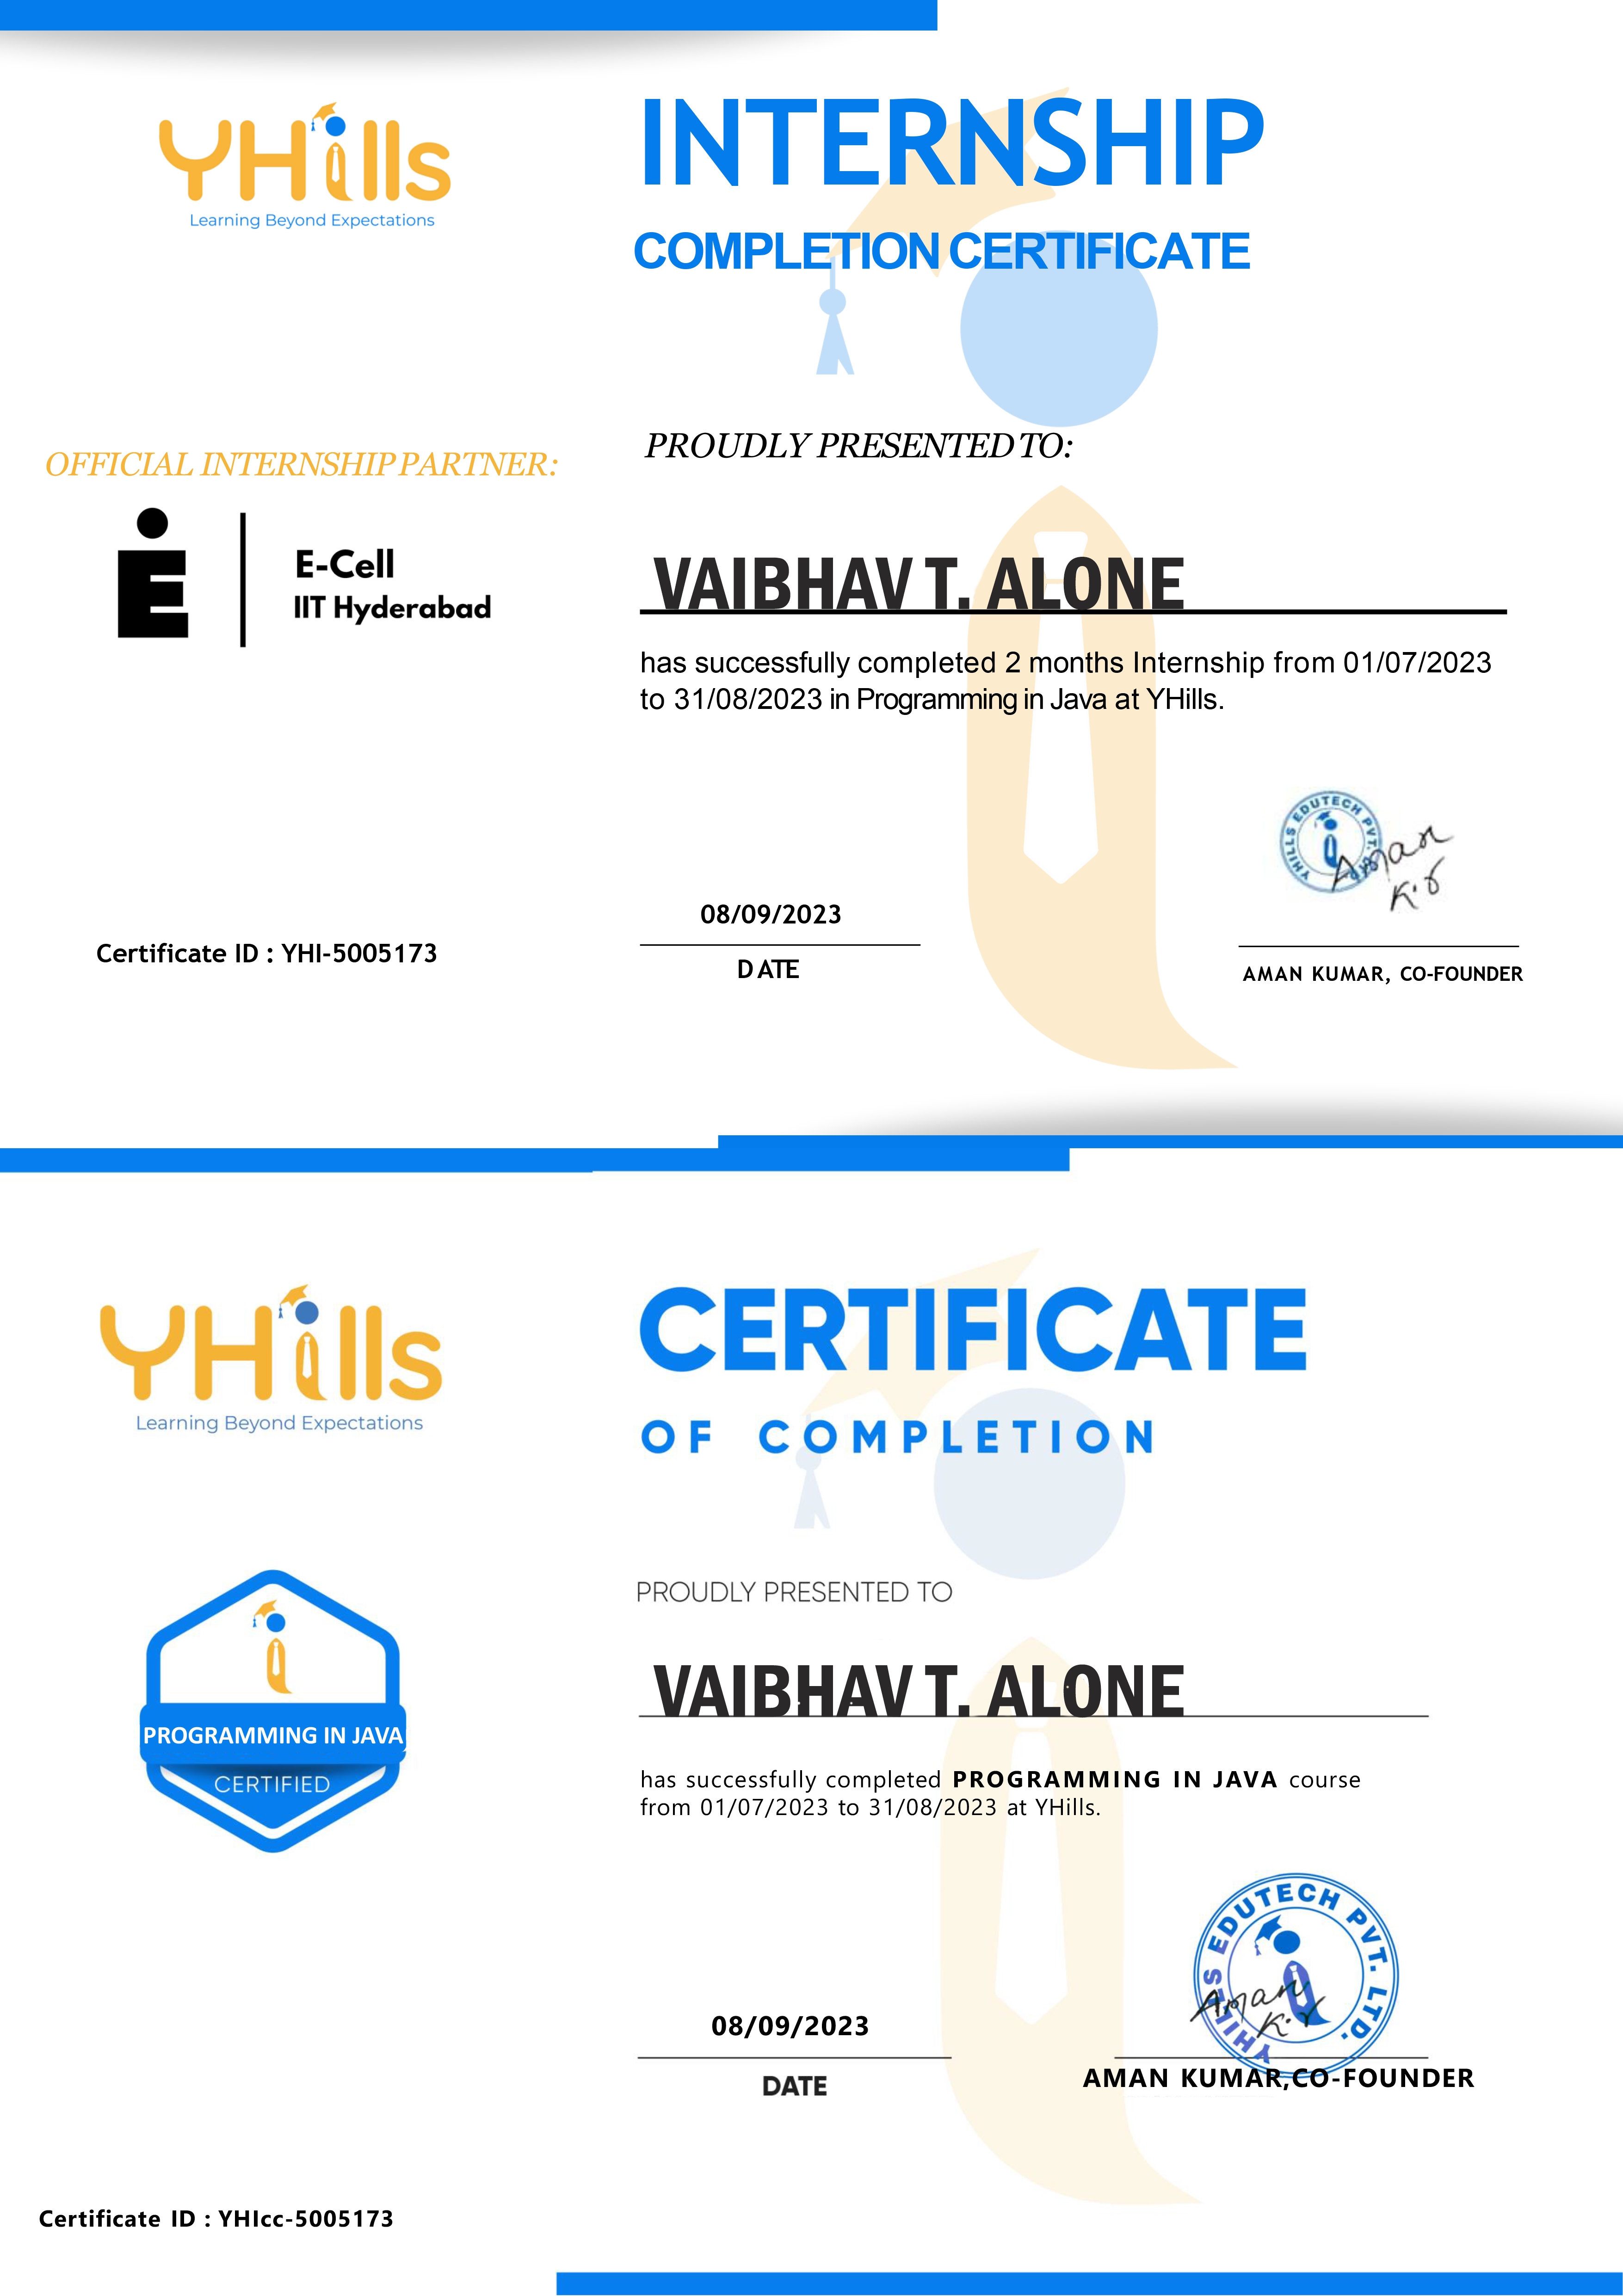 YHills
Learning Beyond Expectations
INTERNSHIP
COMPLETION CERTIFICATE
OFFICIAL INTERNSHIP PARTNER:
E-Cell
IIT Hyderabad
PROUDLY PRESENTED TO:
VAIBHAV T. ALONE
has successfully completed 2 months Internship from 01/07/2023
to 31/08/2023 in Programming in Java at YHills.
YHILLS EDUTECH PVT. LTD.
Aman
08/09/2023
DATE
Certificate ID : YHI-5005173
AMAN KUMAR, CO-FOUNDER
YHills
Learning Beyond Expectations
CERTIFICATE
OF COMPLETION
PROGRAMMING IN JAVA
CERTIFIED
PROUDLY PRESENTED TO
VAIBHAV T. ALONE
has successfully completed PROGRAMMING IN JAVA course
from 01/07/2023 to 31/08/2023 at YHills.
YHILLS EDUTECH PVT. LTD.
Aman
08/09/2023
DATE
AMAN KUMAR,CO-FOUNDER
Certificate ID : YHIcc-5005173